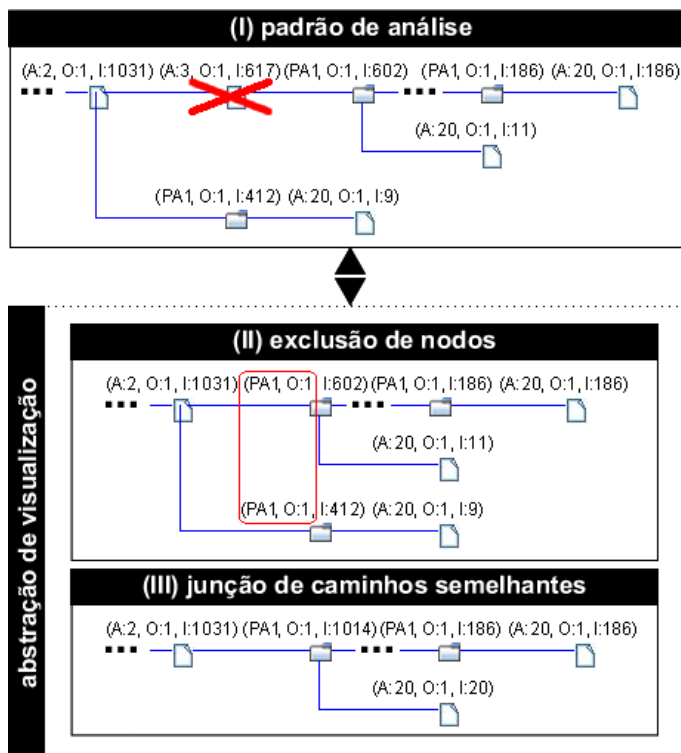 (I) padrão de análise
(A:2, O:1, I:1031) (A:3, O:1, I:617) (PA1, O:1, I:602) (PA1, O:1, I:186) (A:20, O:1, I:186)
(A:20, O:1, I:11)
(PA1, O:1, I:412) (A:20, O:1, I:9)
abstração de visualização
(II) exclusão de nodos
(A:2, O:1, I:1031) (PA1, O:1, I:602) (PA1, O:1, I:186) (A:20, O:1, I:186)
(A:20, O:1, I:11)
(PA1, O:1, I:412) (A:20, O:1, I:9)
(III) junção de caminhos semelhantes
(A:2, O:1, I:1031) (PA1, O:1, I:1014) (PA1, O:1, I:186) (A:20, O:1, I:186)
(A:20, O:1, I:20)